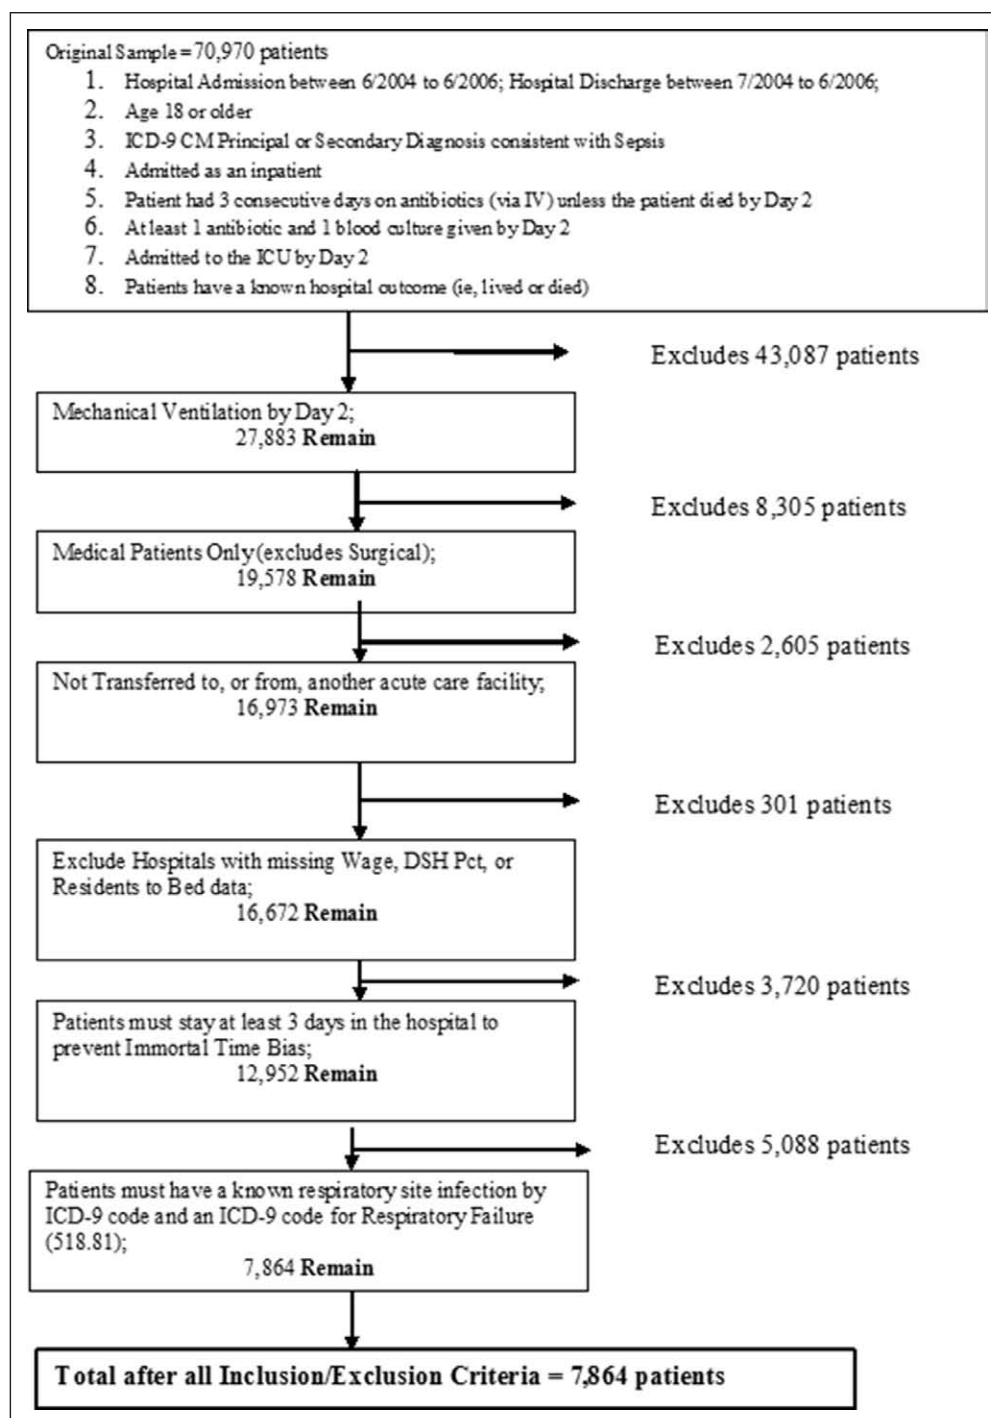 Original Sample = 70,970 patients
1. Hospital Admission between 6/2004 to 6/2006; Hospital Discharge between 7/2004 to 6/2006;
2. Age 18 or older
3. ICD-9 CM Principal or Secondary Diagnosis consistent with Sepsis
4. Admitted as an inpatient
5. Patient had 3 consecutive days on antibiotics (via IV) unless the patient died by Day 2
6. At least 1 antibiotic and 1 blood culture given by Day 2
7. Admitted to the ICU by Day 2
8. Patients have a known hospital outcome (ie, lived or died)
Excludes 43,087 patients
Mechanical Ventilation by Day 2;
27,883 Remain
Excludes 8,305 patients
Medical Patients Only (excludes Surgical);
19,578 Remain
Excludes 2,605 patients
Not Transferred to, or from, another acute care facility;
16,973 Remain
Excludes 301 patients
Exclude Hospitals with missing Wage, DSH Pct, or
Residents to Bed data;
16,672 Remain
Excludes 3,720 patients
Patients must stay at least 3 days in the hospital to
prevent Immortal Time Bias;
12,952 Remain
Excludes 5,088 patients
Patients must have a known respiratory site infection by
ICD-9 code and an ICD-9 code for Respiratory Failure
(518.81);
7,864 Remain
Total after all Inclusion/Exclusion Criteria = 7,864 patients